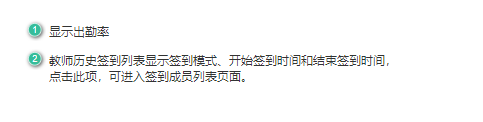 1 显示出勤率
2 教师历史签到列表显示签到模式、开始签到时间和结束签到时间，
点击此项，可进入签到成员列表页面。